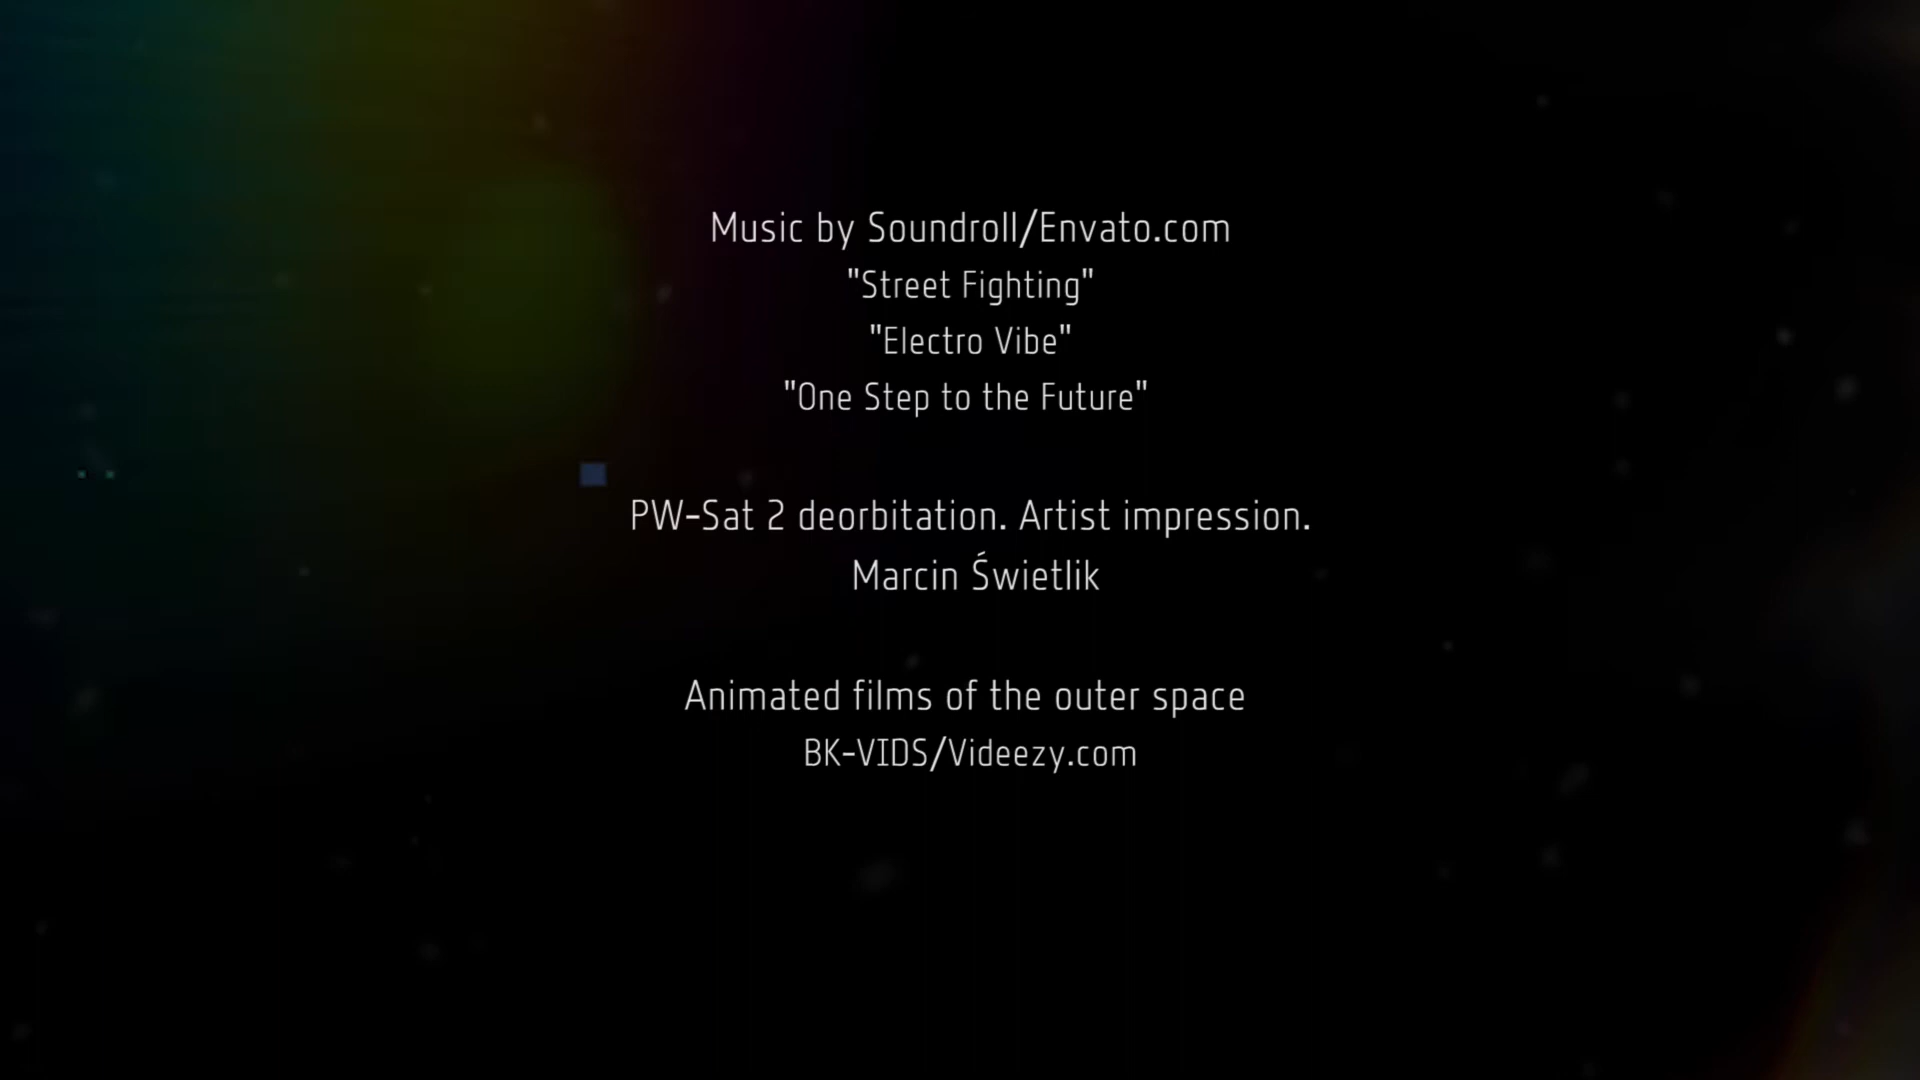 Music by Soundroll/Envato.com
"Street Fighting"
"Electro Vibe"
"One Step to the Future"
PW-Sat 2 deorbitation. Artist impression.
Marcin Świetlik
Animated films of the outer space
BK-VIDS/Videezy.com